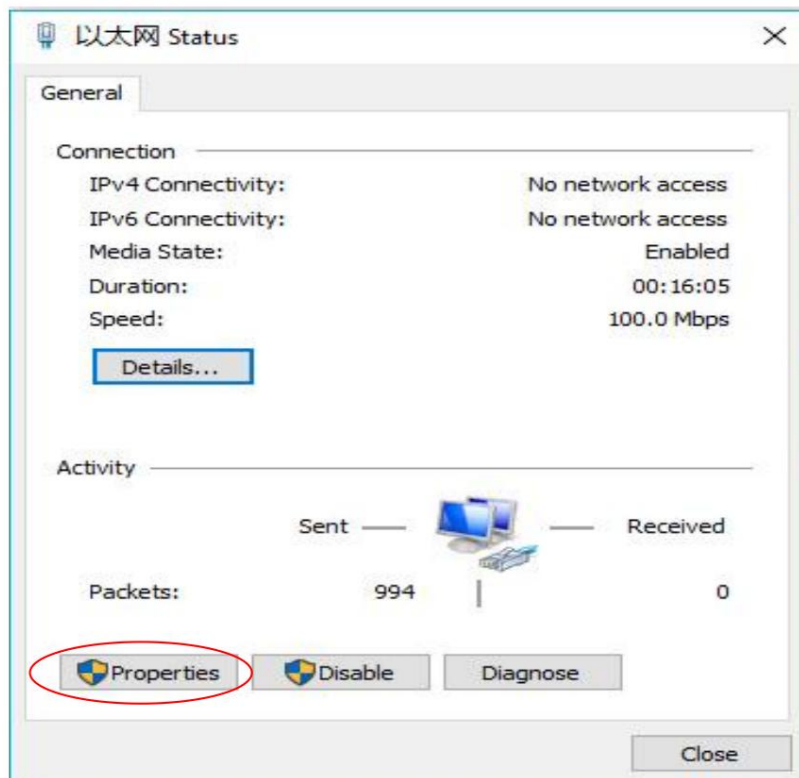 以太网 Status
General
Connection
IPv4 Connectivity: No network access
IPv6 Connectivity: No network access
Media State: Enabled
Duration: 00:16:05
Speed: 100.0 Mbps
Details...
Activity
Sent Received
Packets: 994 0
Properties Disable Diagnose
Close